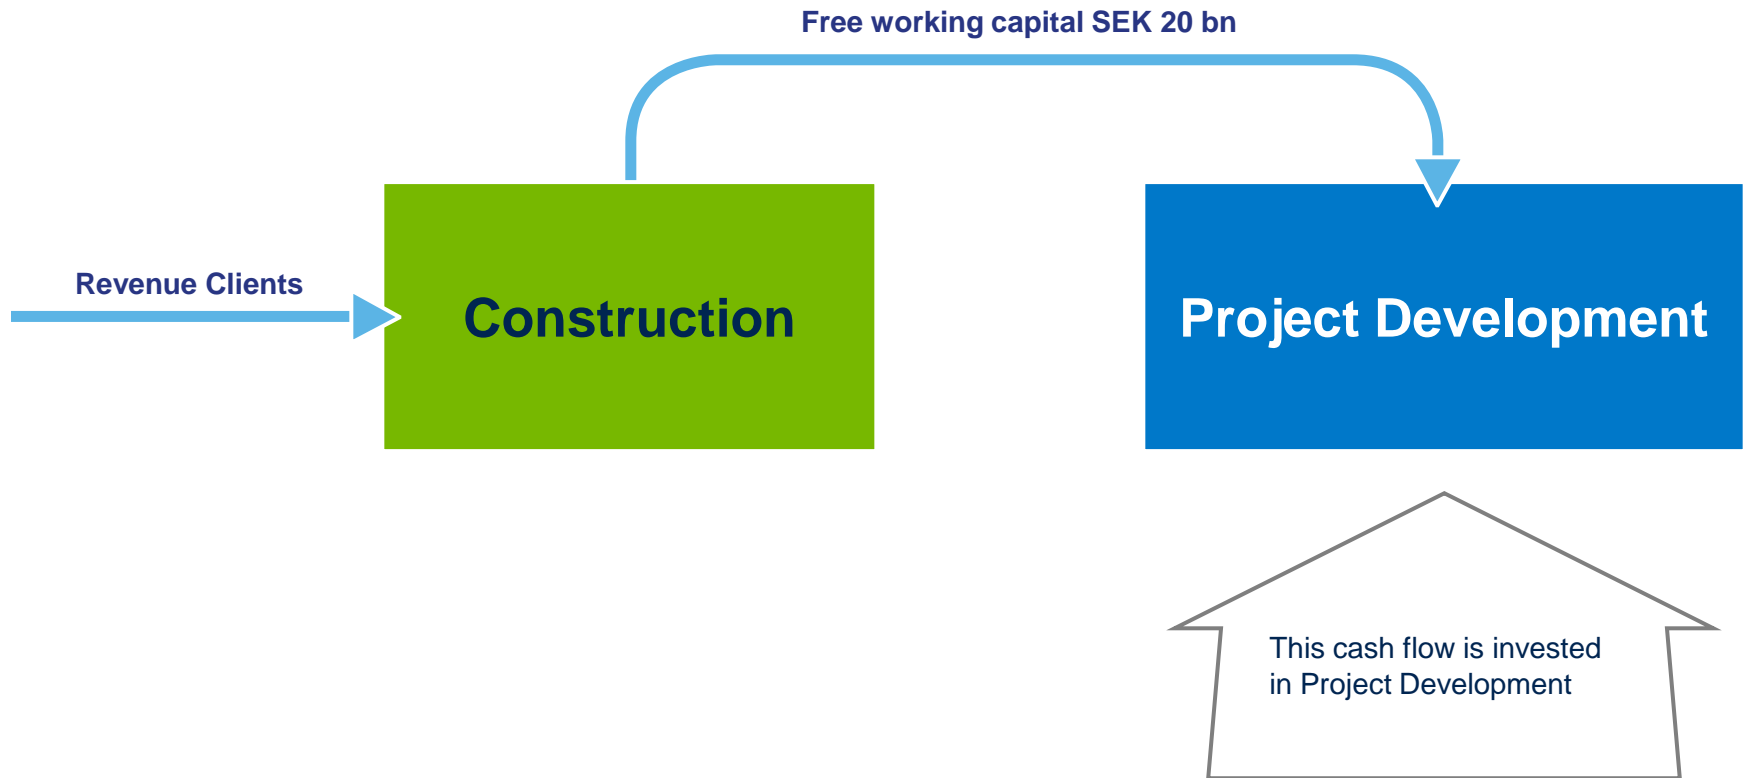 Free working capital SEK 20 bn
Revenue Clients
Construction
Project Development
This cash flow is invested
in Project Development